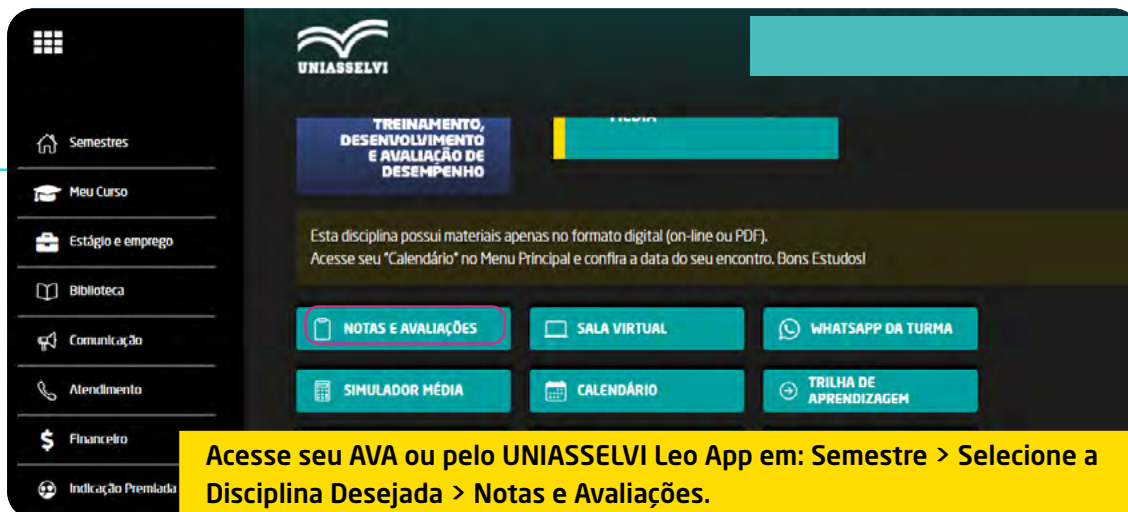 UNIASSELVI
Semestres
Meu Curso
Estágio e emprego
Biblioteca
Comunicação
Atendimento
Financeiro
Indicação Premiada
TREINAMENTO,
DESENVOLVIMENTO
E AVALIAÇÃO DE
DESEMPENHO
MÉDIA
Esta disciplina possui materiais apenas no formato digital (on-line ou PDF).
Acesse seu "Calendário" no Menu Principal e confira a data do seu encontro. Bons Estudos!
NOTAS E AVALIAÇÕES
SALA VIRTUAL
WHATSAPP DA TURMA
SIMULADOR MÉDIA
CALENDÁRIO
TRILHA DE
APRENDIZAGEM
Acesse seu AVA ou pelo UNIASSELVI Leo App em: Semestre > Selecione a
Disciplina Desejada > Notas e Avaliações.